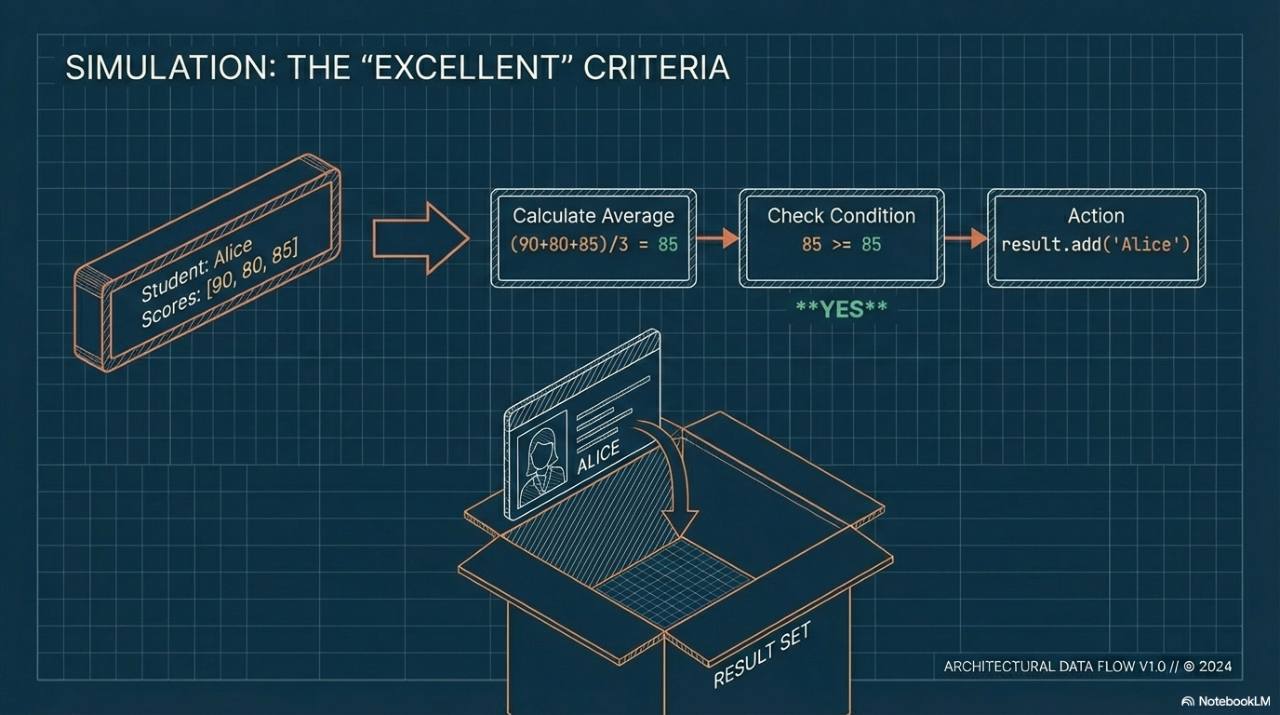 SIMULATION: THE “EXCELLENT” CRITERIA
Student: Alice
Scores: [90, 80, 85]
Calculate Average
(90+80+85)/3 = 85
Check Condition
85 >= 85
**YES**
Action
result.add('Alice')
ALICE
RESULT SET
ARCHITECTURAL DATA FLOW V1.0 // © 2024
NotebookLM